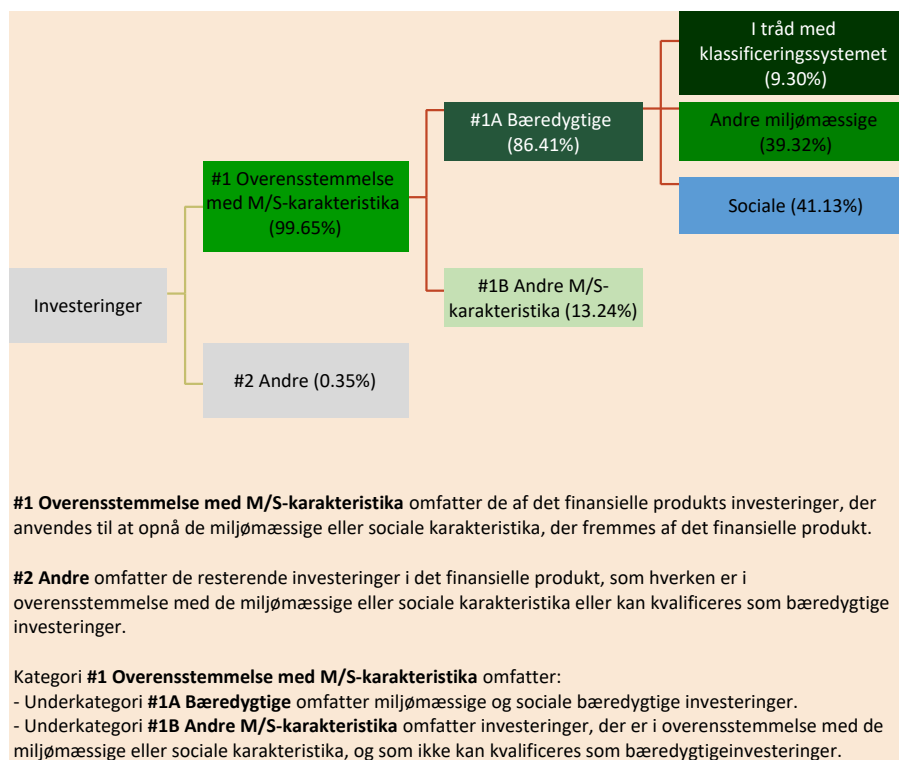 I tråd med
klassificeringssystemet
(9.30%)
#1A Bæredygtige
(86.41%)
Andre miljømæssige
(39.32%)
#1 Overensstemmelse
med M/S-karakteristika
(99.65%)
Sociale (41.13%)
Investeringer
#1B Andre M/S-
karakteristika (13.24%)
#2 Andre (0.35%)
#1 Overensstemmelse med M/S-karakteristika omfatter de af det finansielle produkts investeringer, der
anvendes til at opnå de miljømæssige eller sociale karakteristika, der fremmes af det finansielle produkt.
#2 Andre omfatter de resterende investeringer i det finansielle produkt, som hverken er i
overensstemmelse med de miljømæssige eller sociale karakteristika eller kan kvalificeres som bæredygtige
investeringer.
Kategori #1 Overensstemmelse med M/S-karakteristika omfatter:
- Underkategori #1A Bæredygtige omfatter miljømæssige og sociale bæredygtige investeringer.
- Underkategori #1B Andre M/S-karakteristika omfatter investeringer, der er i overensstemmelse med de
miljømæssige eller sociale karakteristika, og som ikke kan kvalificeres som bæredygtigeinvesteringer.